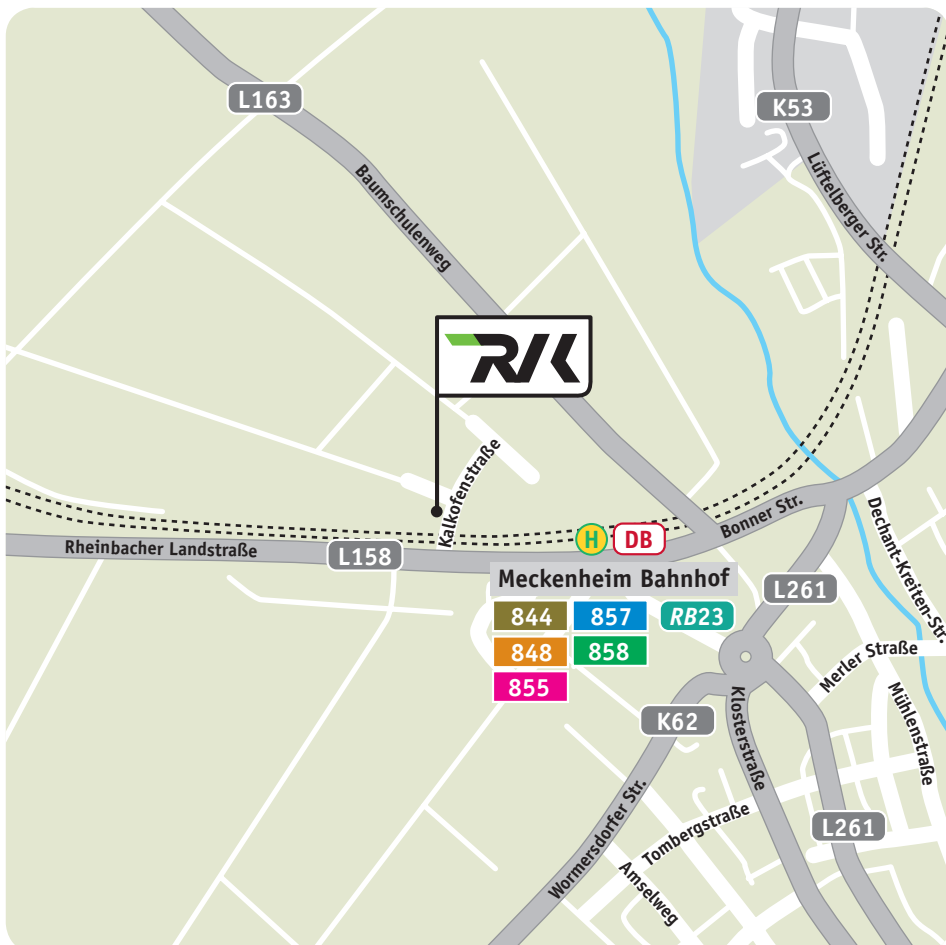 L163
K53
Baumschulenweg
Lüftelberger Str.
RVK
Kalkofenstraße
Rheinbacher Landstraße
L158
H
DB
Bonner Str.
Dechant-Kreiten-Str.
Meckenheim Bahnhof
L261
844
857
RB23
848
858
855
Merler Straße
K62
Klosterstraße
Mühlenstraße
Wormersdorfer Str.
Tombergstraße
L261
Amselweg